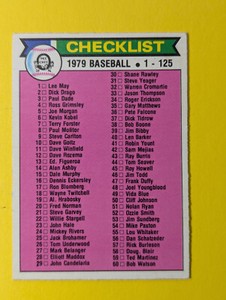 CHECKLIST
1979 BASEBALL • 1 - 125
1 Lee May
2 Dick Drago
3 Paul Dade
4 Ross Grimsley
5 Joe Morgan
6 Kevin Kobel
7 Terry Forster
8 Paul Molitor
9 Steve Carlton
10 Dave Goltz
11 Dave Winfield
12 Dave Rozema
13 Ed. Figueroa
14 Alan Ashby
15 Dale Murphy
16 Dennis Eckersley
17 Ron Blomberg
18 Wayne Twitchell
19 Al. Hrabosky
20 Fred Norman
21 Steve Garvey
22 Willie Stargell
23 John Hale
24 Mickey Rivers
25 Jack Brohamer
26 Tom Underwood
27 Mark Belanger
28 Elliott Maddox
29 John Candelaria
30 Shane Rawley
31 Steve Yeager
32 Warren Cromartie
33 Jason Thompson
34 Roger Erickson
35 Gary Matthews
36 Pete Falcone
37 Dick Tidrow
38 Bob Boone
39 Jim Bibby
40 Len Barker
41 Robin Yount
42 Sam Mejias
43 Ray Burris
44 Tom Seaver
45 Roy Howell
46 Jim Todd
47 Frank Duffy
48 Joel Youngblood
49 Vida Blue
50 Cliff Johnson
51 Nolan Ryan
52 Ozzie Smith
53 Jim Sundberg
54 Mike Paxton
55 Lou Whitaker
56 Dan Schatzeder
57 Rick Burleson
58 Doug. Bair
59 Ted Martinez
60 Bob Watson